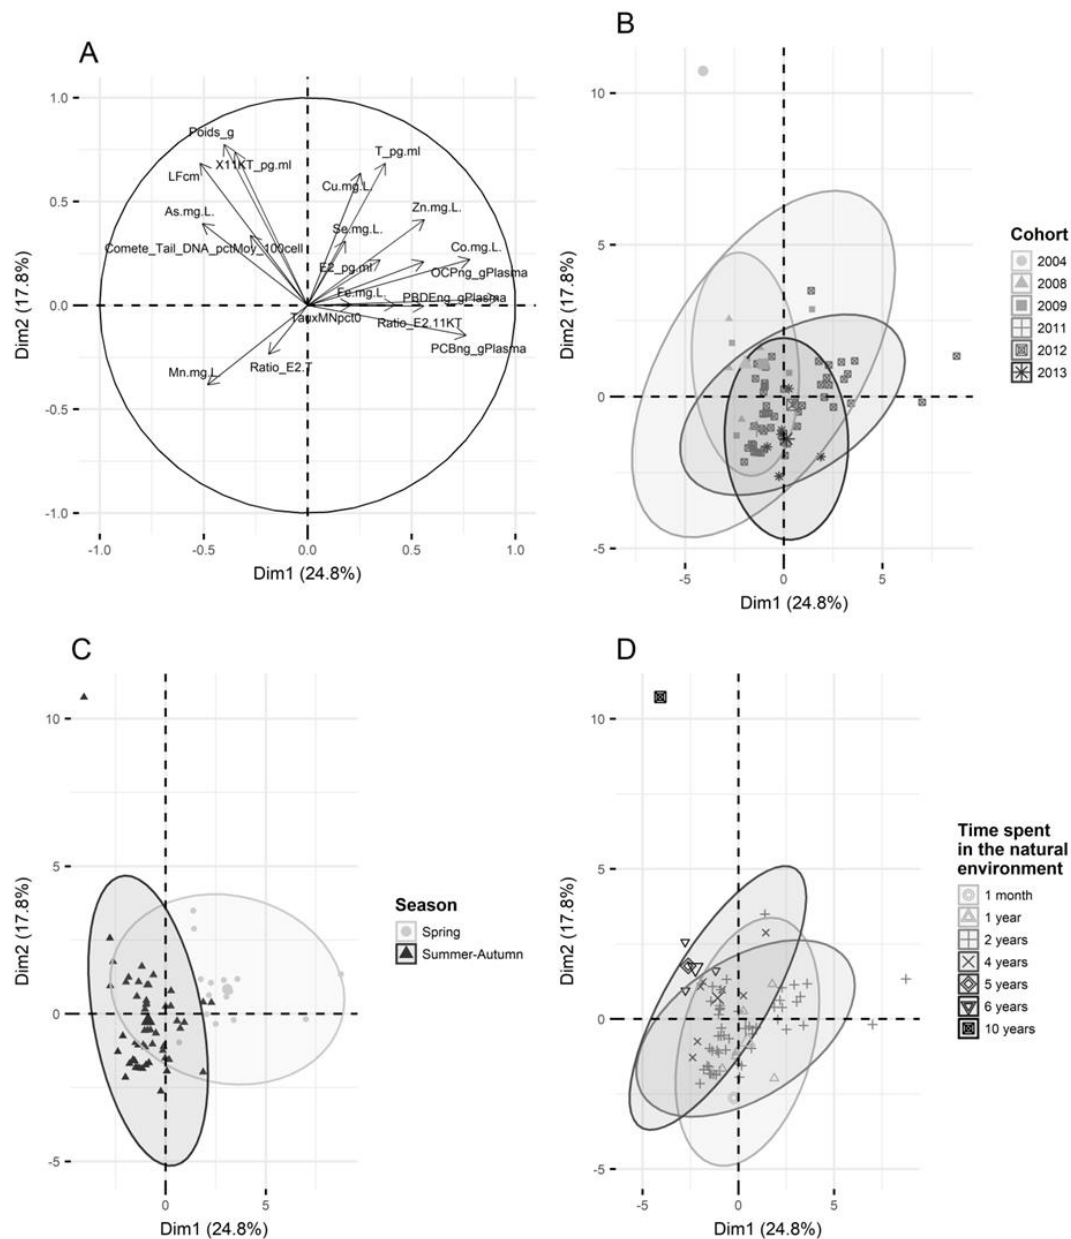 A
1.0
0.5
0.0
-0.5
-1.0
Dim2 (17.8%)
Poids_g
X11KT_pg.ml
LFcm
T_pg.ml
Cu.mg.L.
As.mg.L.
Zn.mg.L.
Se.mg.L.
Comete_Tail_DNA_pctMoy_100cell
Co.mg.L.
E2_pg.ml
OCPng_gPlasma
Fe.mg.L.
PBDEng_gPlasma
TauxMNpct0
Ratio_E2.11KT
PCBng_gPlasma
Mn.mg.L.
Ratio_E2.T
-1.0 -0.5 0.0 0.5 1.0
Dim1 (24.8%)
B
10
5
0
-5
Dim2 (17.8%)
-5 0 5
Dim1 (24.8%)
Cohort
2004
2008
2009
2011
2012
2013
C
10
5
0
-5
Dim2 (17.8%)
0 5
Dim1 (24.8%)
Season
Spring
Summer-Autumn
D
10
5
0
-5
Dim2 (17.8%)
-5 0 5
Dim1 (24.8%)
Time spent
in the natural
environment
1 month
1 year
2 years
4 years
5 years
6 years
10 years